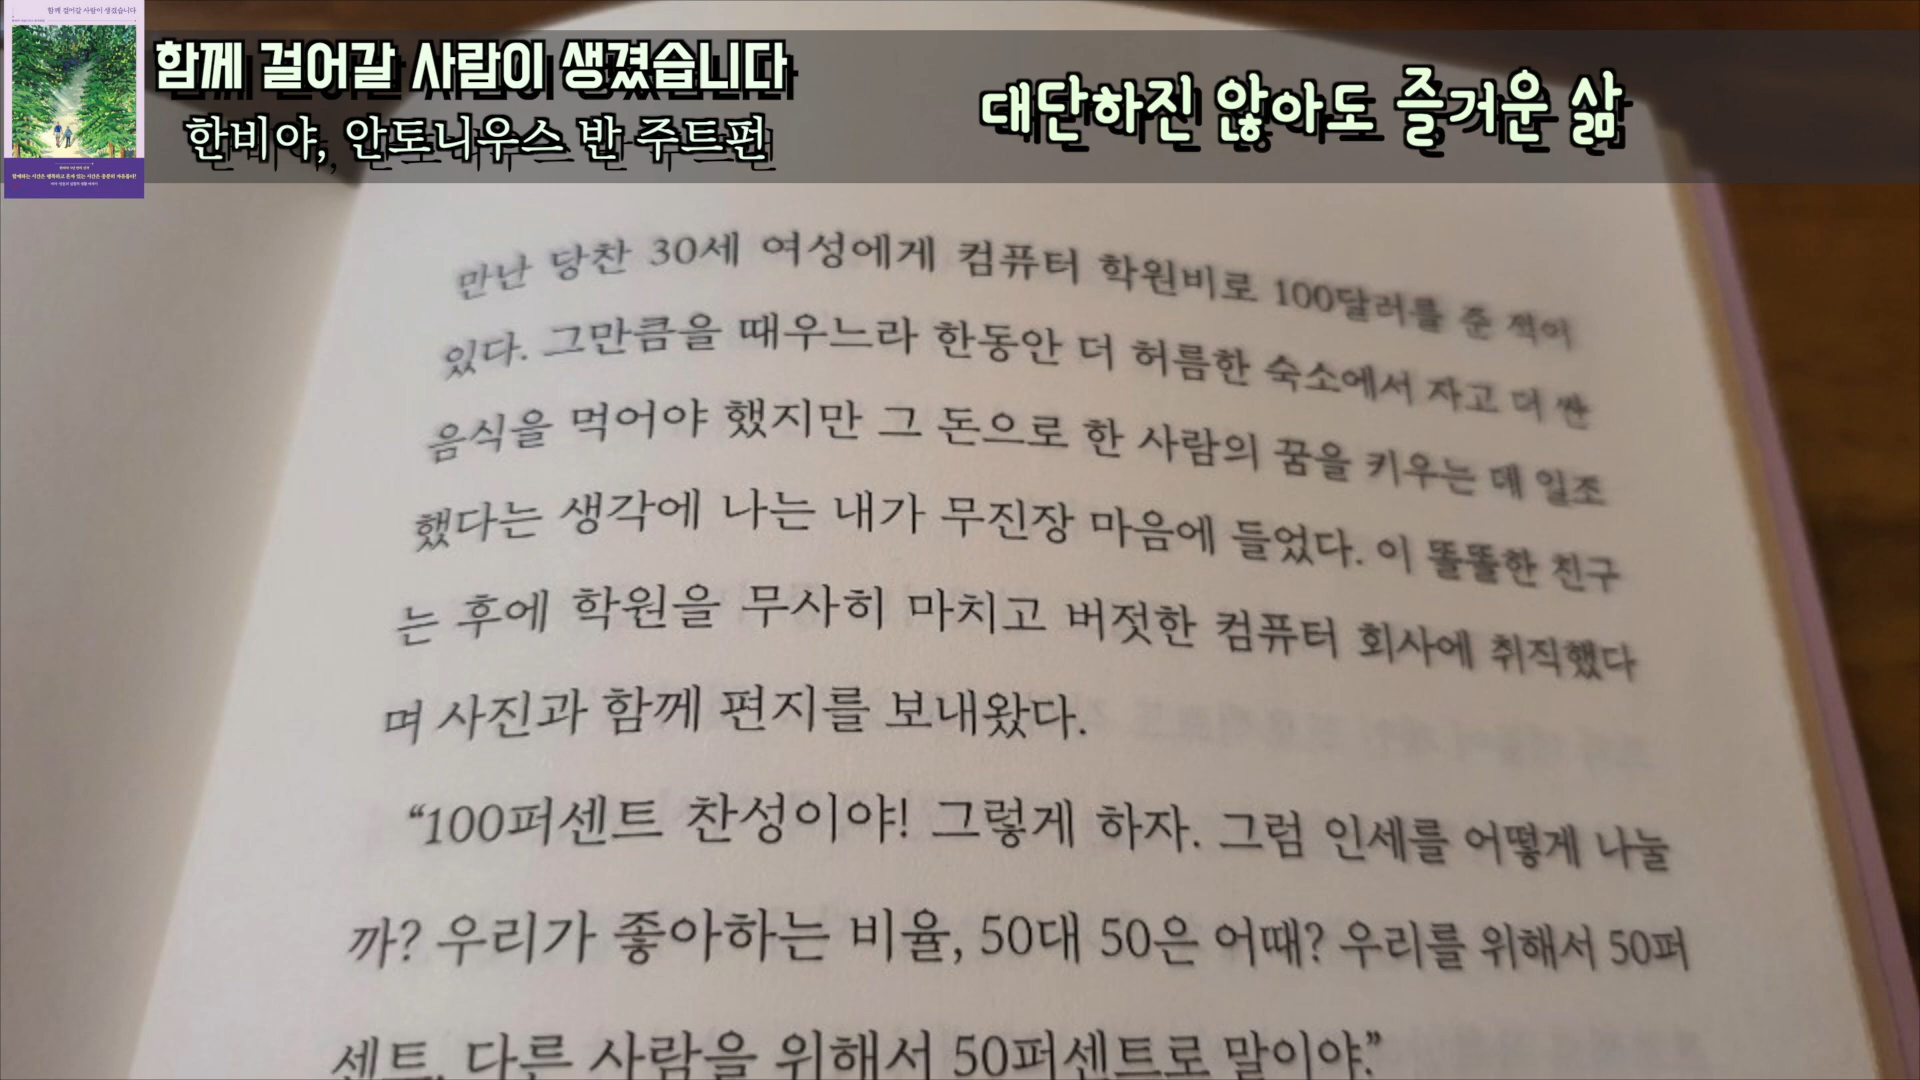 함께 걸어갈 사람이 생겼습니다
함께 걸어갈 사람이 생겼습니다
한비야, 안토니우스 반 주트펀
대단하진 않아도 즐거운 삶
만난 당찬 30세 여성에게 컴퓨터 학원비로 100달러를 준 적이
있다. 그만큼을 때우느라 한동안 더 허름한 숙소에서 자고 더 싼
음식을 먹어야 했지만 그 돈으로 한 사람의 꿈을 키우는 데 일조
했다는 생각에 나는 내가 무진장 마음에 들었다. 이 똘똘한 친구
는 후에 학원을 무사히 마치고 버젓한 컴퓨터 회사에 취직했다
며 사진과 함께 편지를 보내왔다.
“100퍼센트 찬성이야! 그렇게 하자. 그럼 인세를 어떻게 나눌
까? 우리가 좋아하는 비율, 50대 50은 어때? 우리를 위해서 50퍼
센트, 다른 사람을 위해서 50퍼센트로 말이야.”